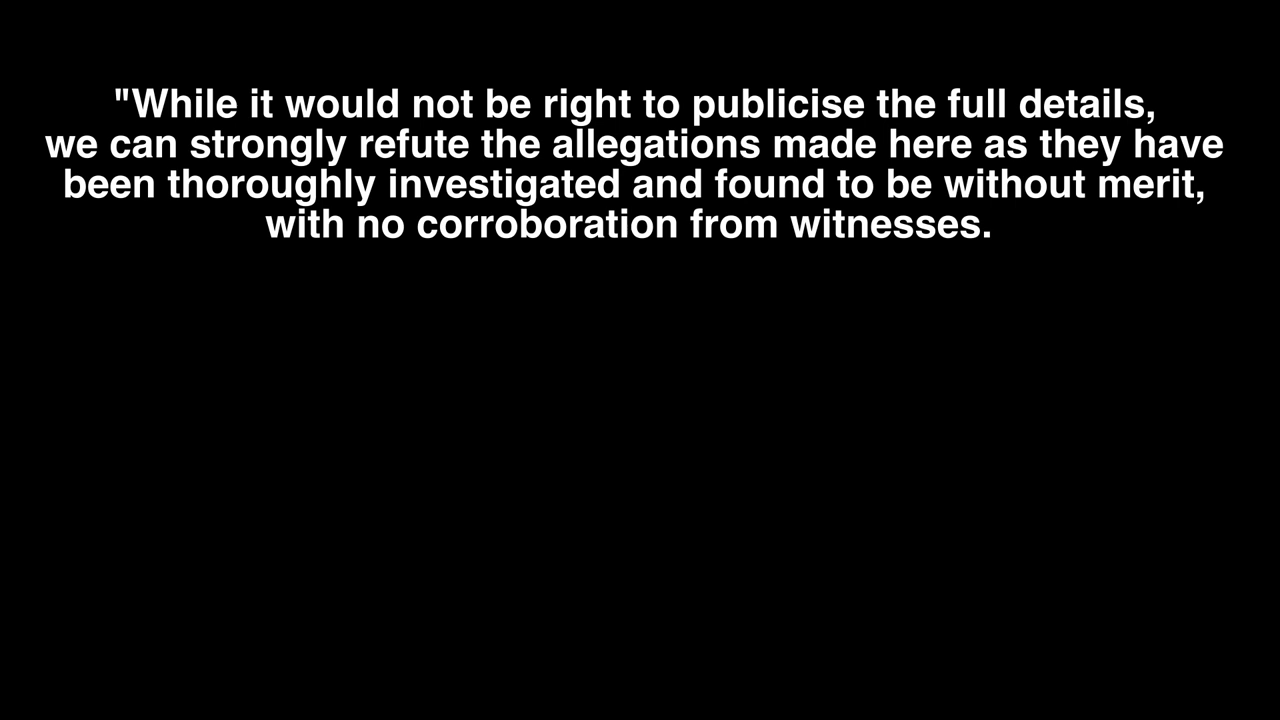 "While it would not be right to publicise the full details,
we can strongly refute the allegations made here as they have
been thoroughly investigated and found to be without merit,
with no corroboration from witnesses.